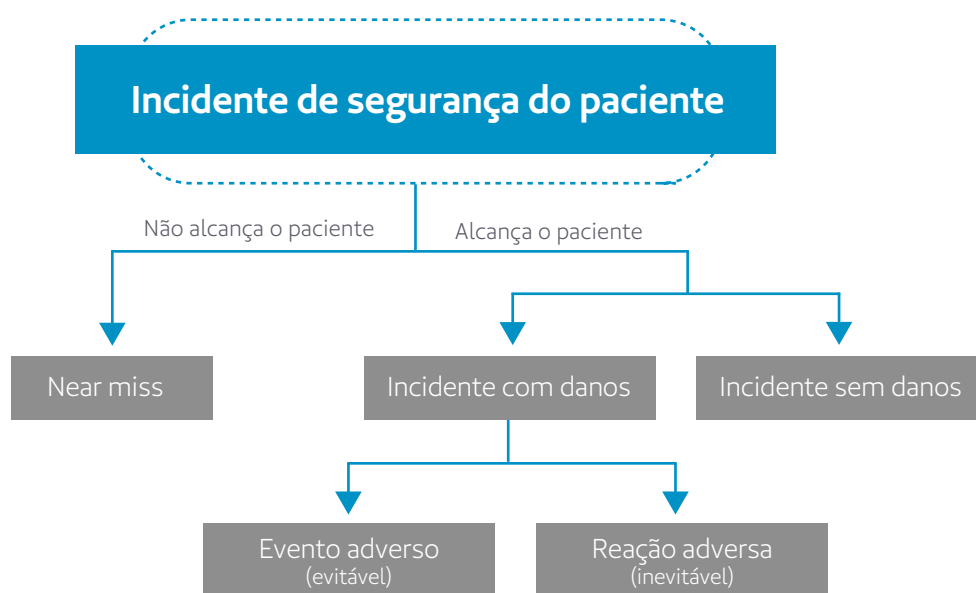 Incidente de segurança do paciente
Não alcança o paciente
Alcança o paciente
Near miss
Incidente com danos
Incidente sem danos
Evento adverso
(evitável)
Reação adversa
(inevitável)